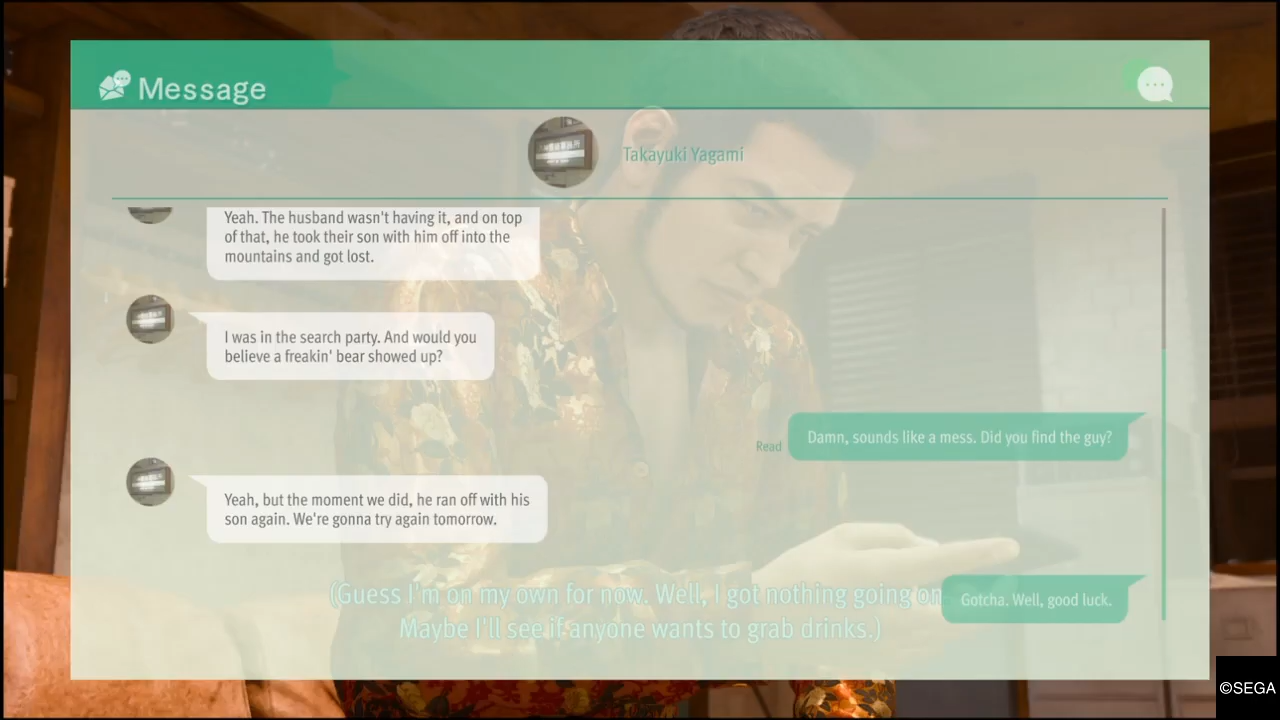 Message
Takayuki Yagami
Yeah. The husband wasn't having it, and on top
of that, he took their son with him off into the
mountains and got lost.
I was in the search party. And would you
believe a freakin' bear showed up?
Read
Damn, sounds like a mess. Did you find the guy?
Yeah, but the moment we did, he ran off with his
son again. We're gonna try again tomorrow.
(Guess I'm on my own for now. Well, I got nothing going on
Gotcha. Well, good luck.
Maybe I'll see if anyone wants to grab drinks.)
©SEGA